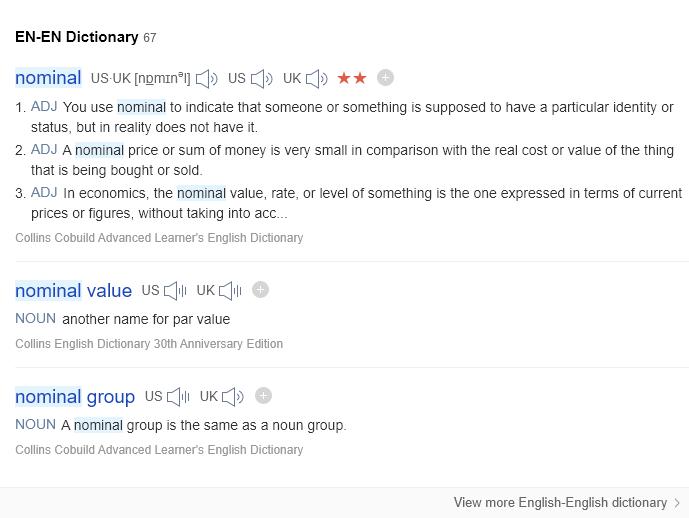 EN-EN Dictionary 67
nominal US·UK [nɒmɪnᵊl] US UK ★★
1. ADJ You use nominal to indicate that someone or something is supposed to have a particular identity or
status, but in reality does not have it.
2. ADJ A nominal price or sum of money is very small in comparison with the real cost or value of the thing
that is being bought or sold.
3. ADJ In economics, the nominal value, rate, or level of something is the one expressed in terms of current
prices or figures, without taking into acc...
Collins Cobuild Advanced Learner's English Dictionary
nominal value US UK
NOUN another name for par value
Collins English Dictionary 30th Anniversary Edition
nominal group US UK
NOUN A nominal group is the same as a noun group.
Collins Cobuild Advanced Learner's English Dictionary
View more English-English dictionary >